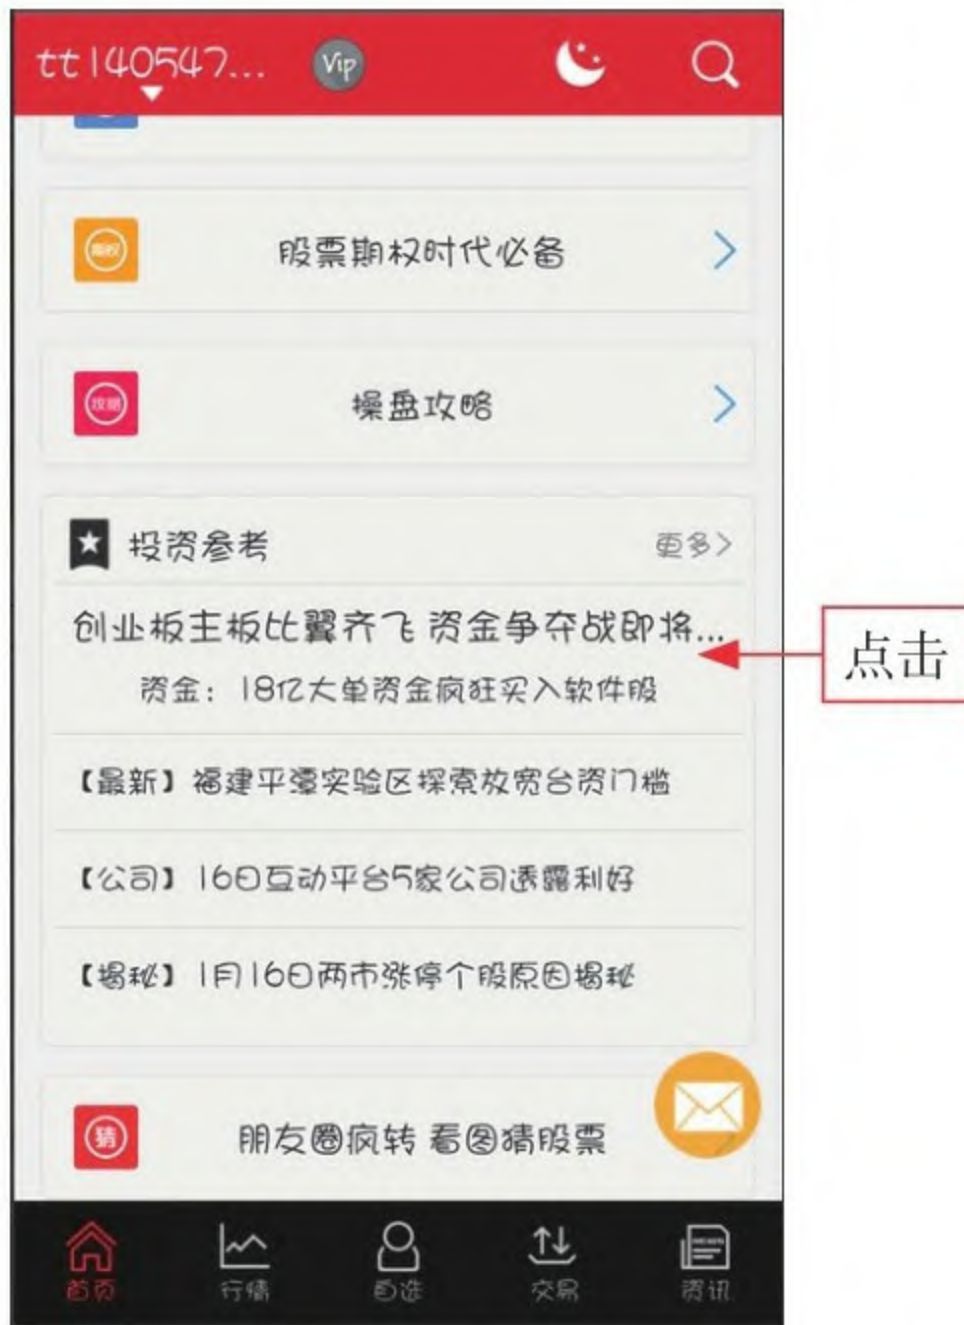 tt140547...
Vip
期权
股票期权时代必备
攻略
操盘攻略
投资参考
更多>
创业板主板比翼齐飞 资金争夺战即将...
点击
资金：18亿大单资金疯狂买入软件股
【最新】福建平潭实验区探索放宽台资门槛
【公司】16日互动平台5家公司透露利好
【揭秘】1月16日两市涨停个股原因揭秘
猜
朋友圈疯转 看图猜股票
首页
行情
自选
交易
资讯